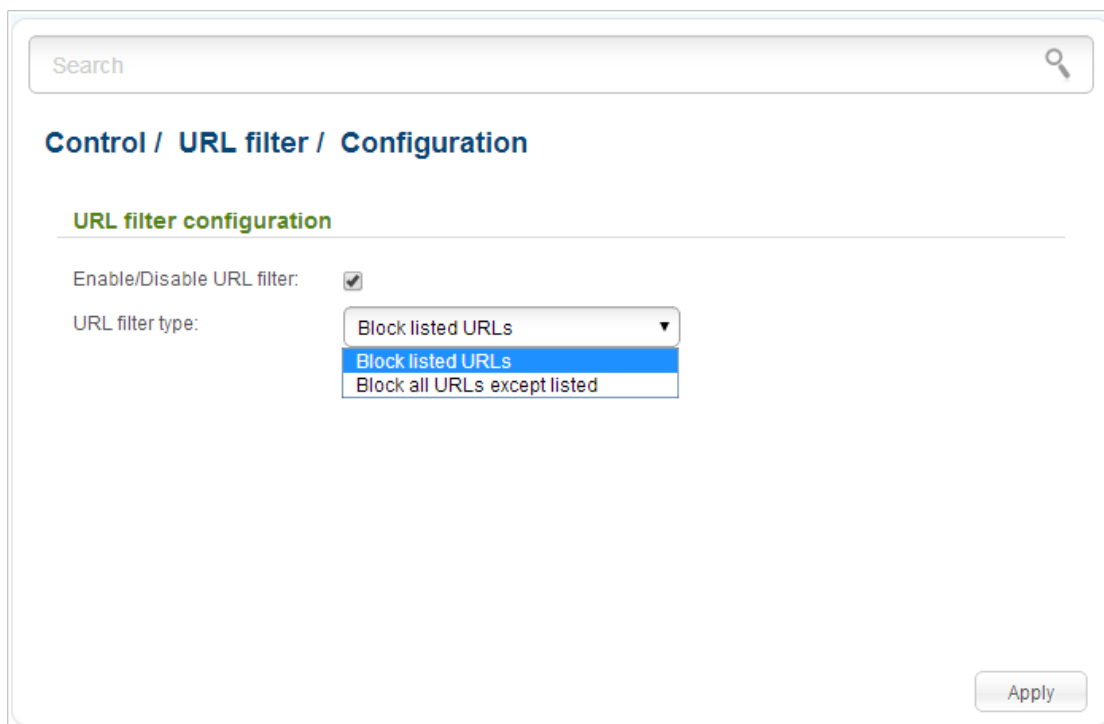 Search
Control / URL filter / Configuration
URL filter configuration
Enable/Disable URL filter:
URL filter type:
Block listed URLs
Block listed URLs
Block all URLs except listed
Apply